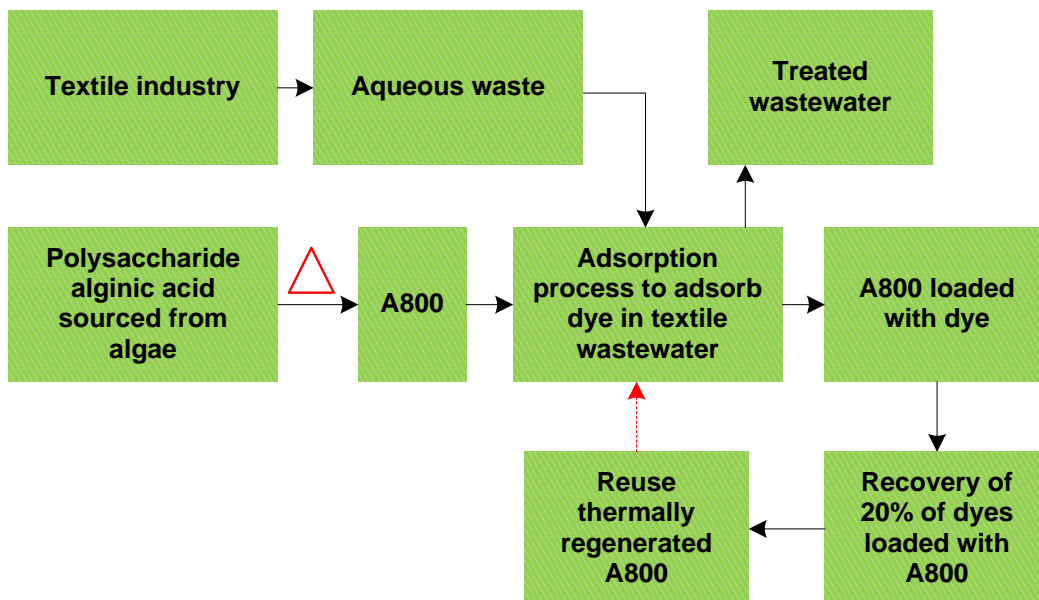 Textile industry
Aqueous waste
Treated
wastewater
Polysaccharide
alginic acid
sourced from
algae
A800
Adsorption
process to adsorb
dye in textile
wastewater
A800 loaded
with dye
Reuse
thermally
regenerated
A800
Recovery of
20% of dyes
loaded with
A800